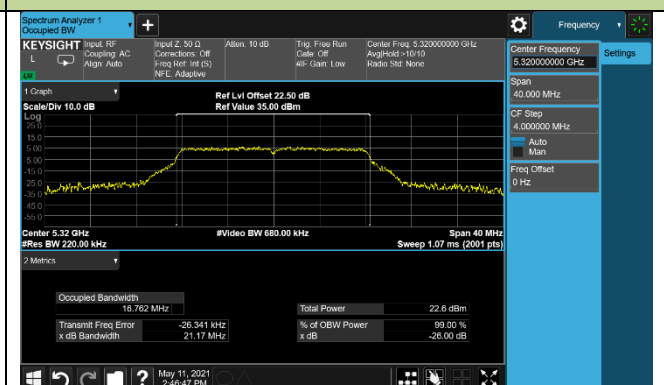 Spectrum Analyzer 1
Occupied BW
+
Frequency
KEYSIGHT
L
Input: RF
Coupling: AC
Align: Auto
Input Z: 50 Ω
Corrections: Off
Freq Ref: Int (S)
NFE: Adaptive
Atten: 10 dB
Trig: Free Run
Gate: Off
#IF Gain: Low
Center Freq: 5.320000000 GHz
Avg|Hold:>10/10
Radio Std: None
Center Frequency
5.320000000 GHz
Settings
Span
40.000 MHz
CF Step
4.000000 MHz
Auto
Man
Freq Offset
0 Hz
1 Graph
Scale/Div 10.0 dB
Ref Lvl Offset 22.50 dB
Ref Value 35.00 dBm
Log
25.0
15.0
5.00
-5.00
-15.0
-25.0
-35.0
-45.0
-55.0
Center 5.32 GHz
#Video BW 680.00 kHz
Span 40 MHz
#Res BW 220.00 kHz
Sweep 1.07 ms (2001 pts)
2 Metrics
Occupied Bandwidth
16.762 MHz
Total Power 22.6 dBm
Transmit Freq Error -26.341 kHz
% of OBW Power 99.00 %
x dB Bandwidth 21.17 MHz
x dB -26.00 dB
?
May 11, 2021
2:46:47 PM